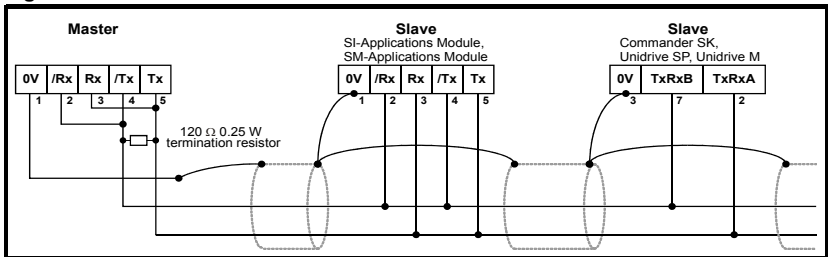 Master
0V /Rx Rx /Tx Tx
1 2 3 4 5
120 Ω 0.25 W
termination resistor
Slave
SI-Applications Module,
SM-Applications Module
0V /Rx Rx /Tx Tx
1 2 3 4 5
Slave
Commander SK,
Unidrive SP, Unidrive M
0V TxRxB TxRxA
3 7 2